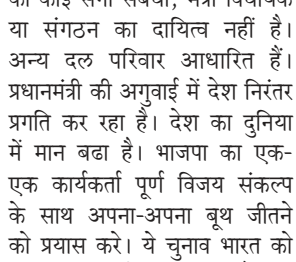 का कोई सगा संबंधी, मंत्री विधायक
या संगठन का दायित्व नहीं है।
अन्य दल परिवार आधारित हैं।
प्रधानमंत्री की अगुवाई में देश निरंतर
प्रगति कर रहा है। देश का दुनिया
में मान बढा है। भाजपा का एक-
एक कार्यकर्ता पूर्ण विजय संकल्प
के साथ अपना-अपना बूथ जीतने
को प्रयास करे। ये चुनाव भारत को